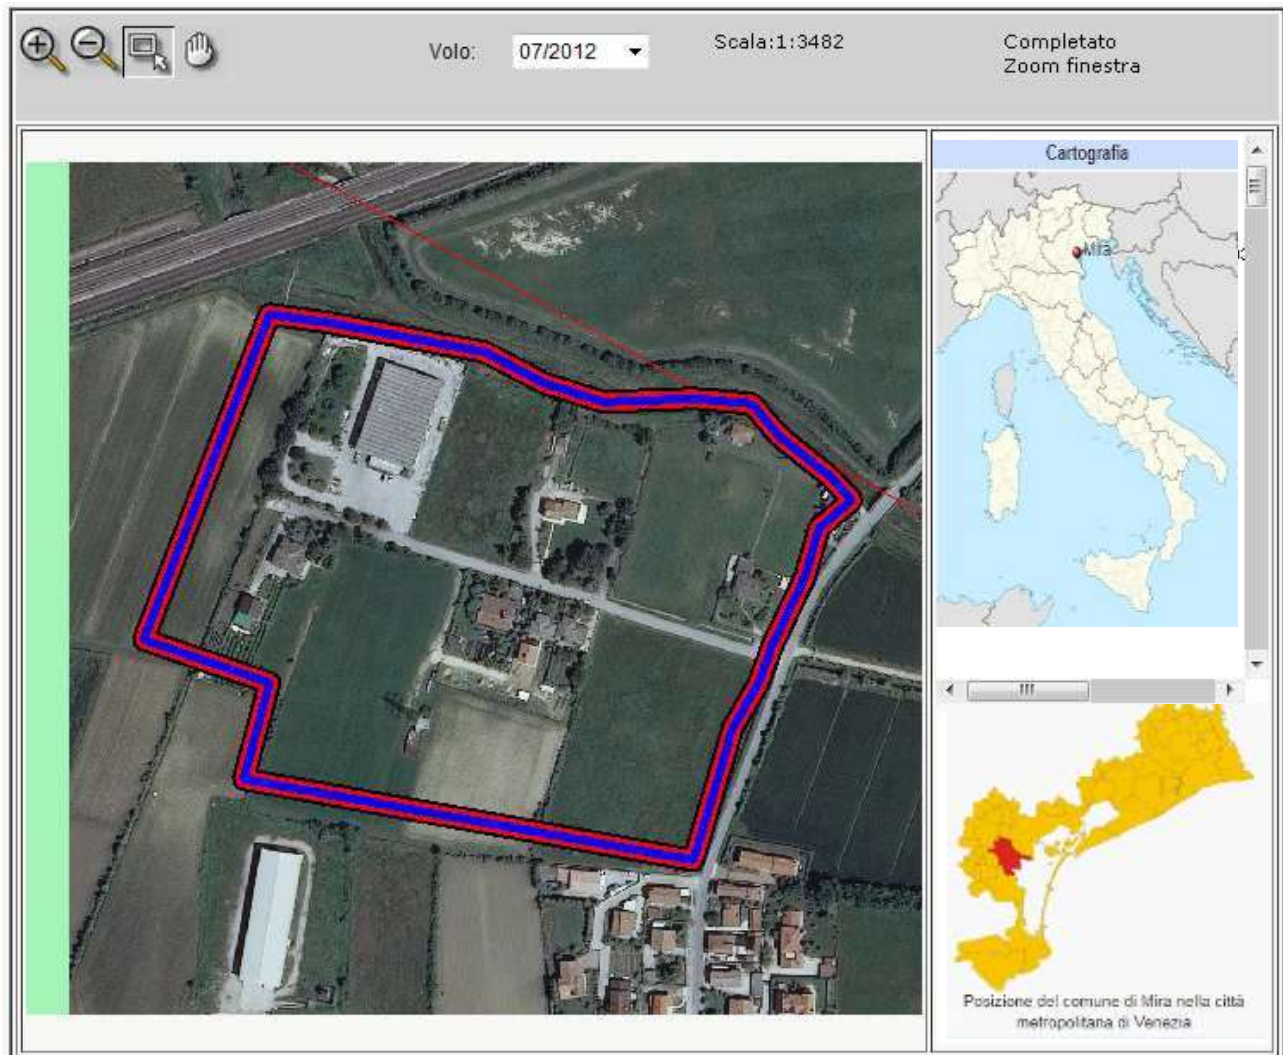 Volo:
07/2012
Scala:1:3482
Completato
Zoom finestra
Cartografia
Mira
Posizione del comune di Mira nella città
metropolitana di Venezia